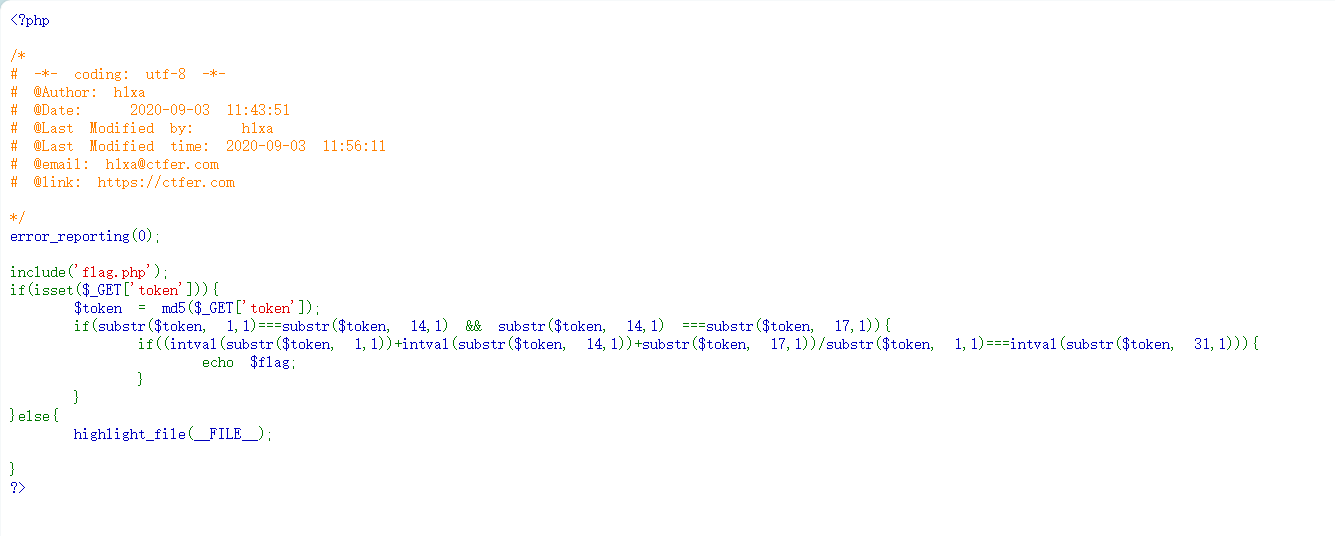 <?php
/*
# -*- coding: utf-8 -*-
# @Author: h1xa
# @Date: 2020-09-03 11:43:51
# @Last Modified by: h1xa
# @Last Modified time: 2020-09-03 11:56:11
# @email: h1xa@ctfer.com
# @link: https://ctfer.com
*/
error_reporting(0);
include('flag.php');
if(isset($_GET['token'])){
$token = md5($_GET['token']);
if(substr($token, 1,1)===substr($token, 14,1) && substr($token, 14,1) ===substr($token, 17,1)){
if((intval(substr($token, 1,1))+intval(substr($token, 14,1))+substr($token, 17,1))/substr($token, 1,1)===intval(substr($token, 31,1))){
echo $flag;
}
}
}else{
highlight_file(__FILE__);
}
?>